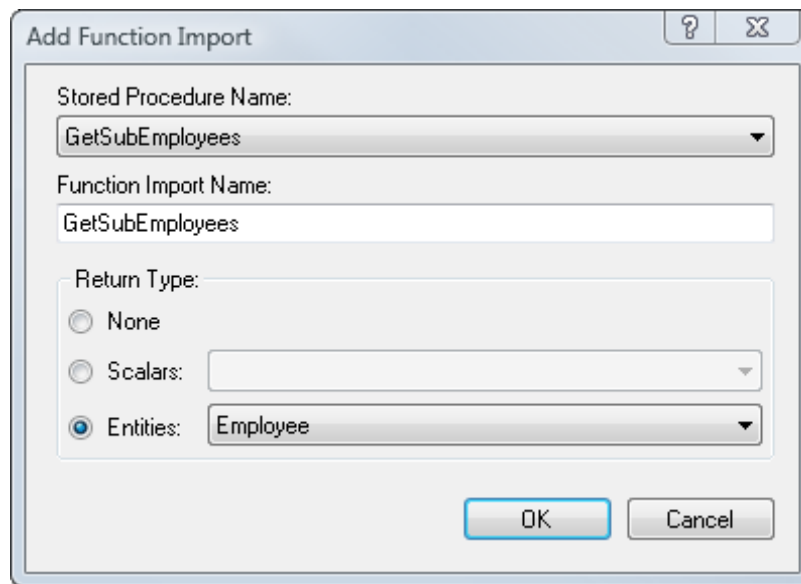 Add Function Import
Stored Procedure Name:
GetSubEmployees
Function Import Name:
GetSubEmployees
Return Type:
None
Scalars:
Entities: Employee
OK Cancel